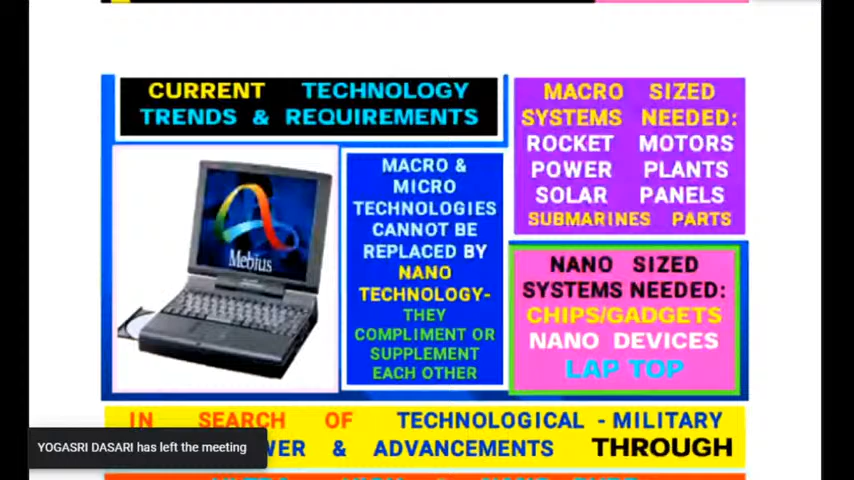 CURRENT TECHNOLOGY
TRENDS & REQUIREMENTS
Mebius
MACRO &
MICRO
TECHNOLOGIES
CANNOT BE
REPLACED BY
NANO
TECHNOLOGY-
THEY
COMPLIMENT OR
SUPPLEMENT
EACH OTHER
MACRO SIZED
SYSTEMS NEEDED:
ROCKET MOTORS
POWER PLANTS
SOLAR PANELS
SUBMARINES PARTS
NANO SIZED
SYSTEMS NEEDED:
CHIPS/GADGETS
NANO DEVICES
LAP TOP
IN SEARCH OF TECHNOLOGICAL - MILITARY
& ADVANCEMENTS THROUGH
YOGASRI DASARI has left the meeting